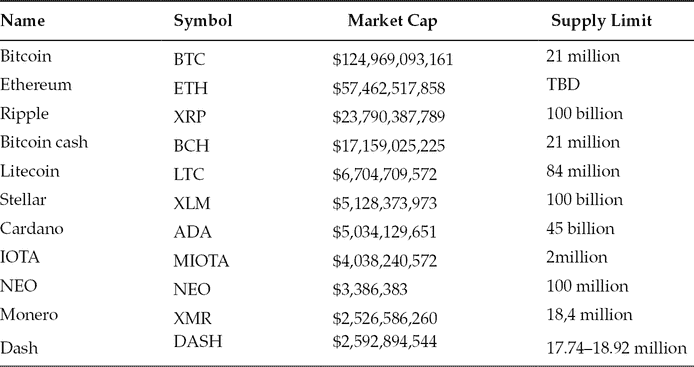 Name Symbol Market Cap Supply Limit
Bitcoin BTC $124,969,093,161 21 million
Ethereum ETH $57,462,517,858 TBD
Ripple XRP $23,790,387,789 100 billion
Bitcoin cash BCH $17,159,025,225 21 million
Litecoin LTC $6,704,709,572 84 million
Stellar XLM $5,128,373,973 100 billion
Cardano ADA $5,034,129,651 45 billion
IOTA MIOTA $4,038,240,572 2million
NEO NEO $3,386,383 100 million
Monero XMR $2,526,586,260 18,4 million
Dash DASH $2,592,894,544 17.74–18.92 million